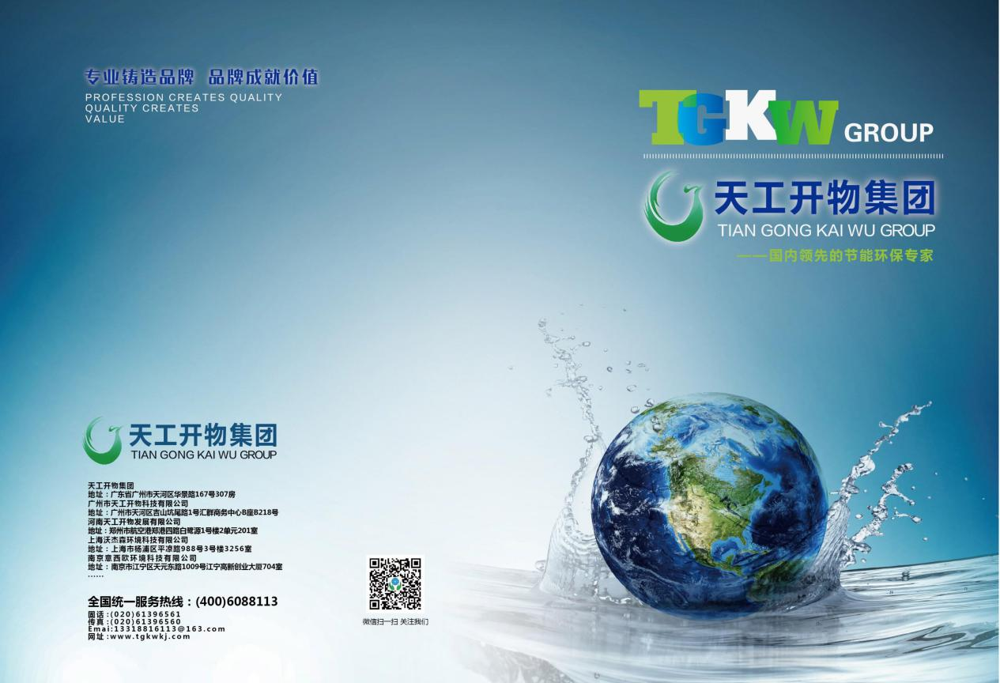 专业铸造品牌 品牌成就价值
PROFESSION CREATES QUALITY
QUALITY CREATES
VALUE
TGKW GROUP
天工开物集团
TIAN GONG KAI WU GROUP
——国内领先的节能环保专家
天工开物集团
TIAN GONG KAI WU GROUP
天工开物集团
地址：广东省广州市天河区华景路167号307房
广州市天工开物科技有限公司
地址：广州市天河区吉山坑尾路1号汇群商务中心B座B218号
河南天工开物发展有限公司
地址：郑州市航空港郑港四路白鹭源1号楼2单元201室
上海沃杰森环境科技有限公司
地址：上海市杨浦区平凉路988号3号楼3256室
南京意西欧环境科技有限公司
地址：南京市江宁区天元东路1009号江宁高新创业大厦704室
......
全国统一服务热线：(400)6088113
固话:(020)61396561
传真:(020)61396560
Emai:13318816113@163.com
网址:www.tgkwkj.com
微信扫一扫 关注我们